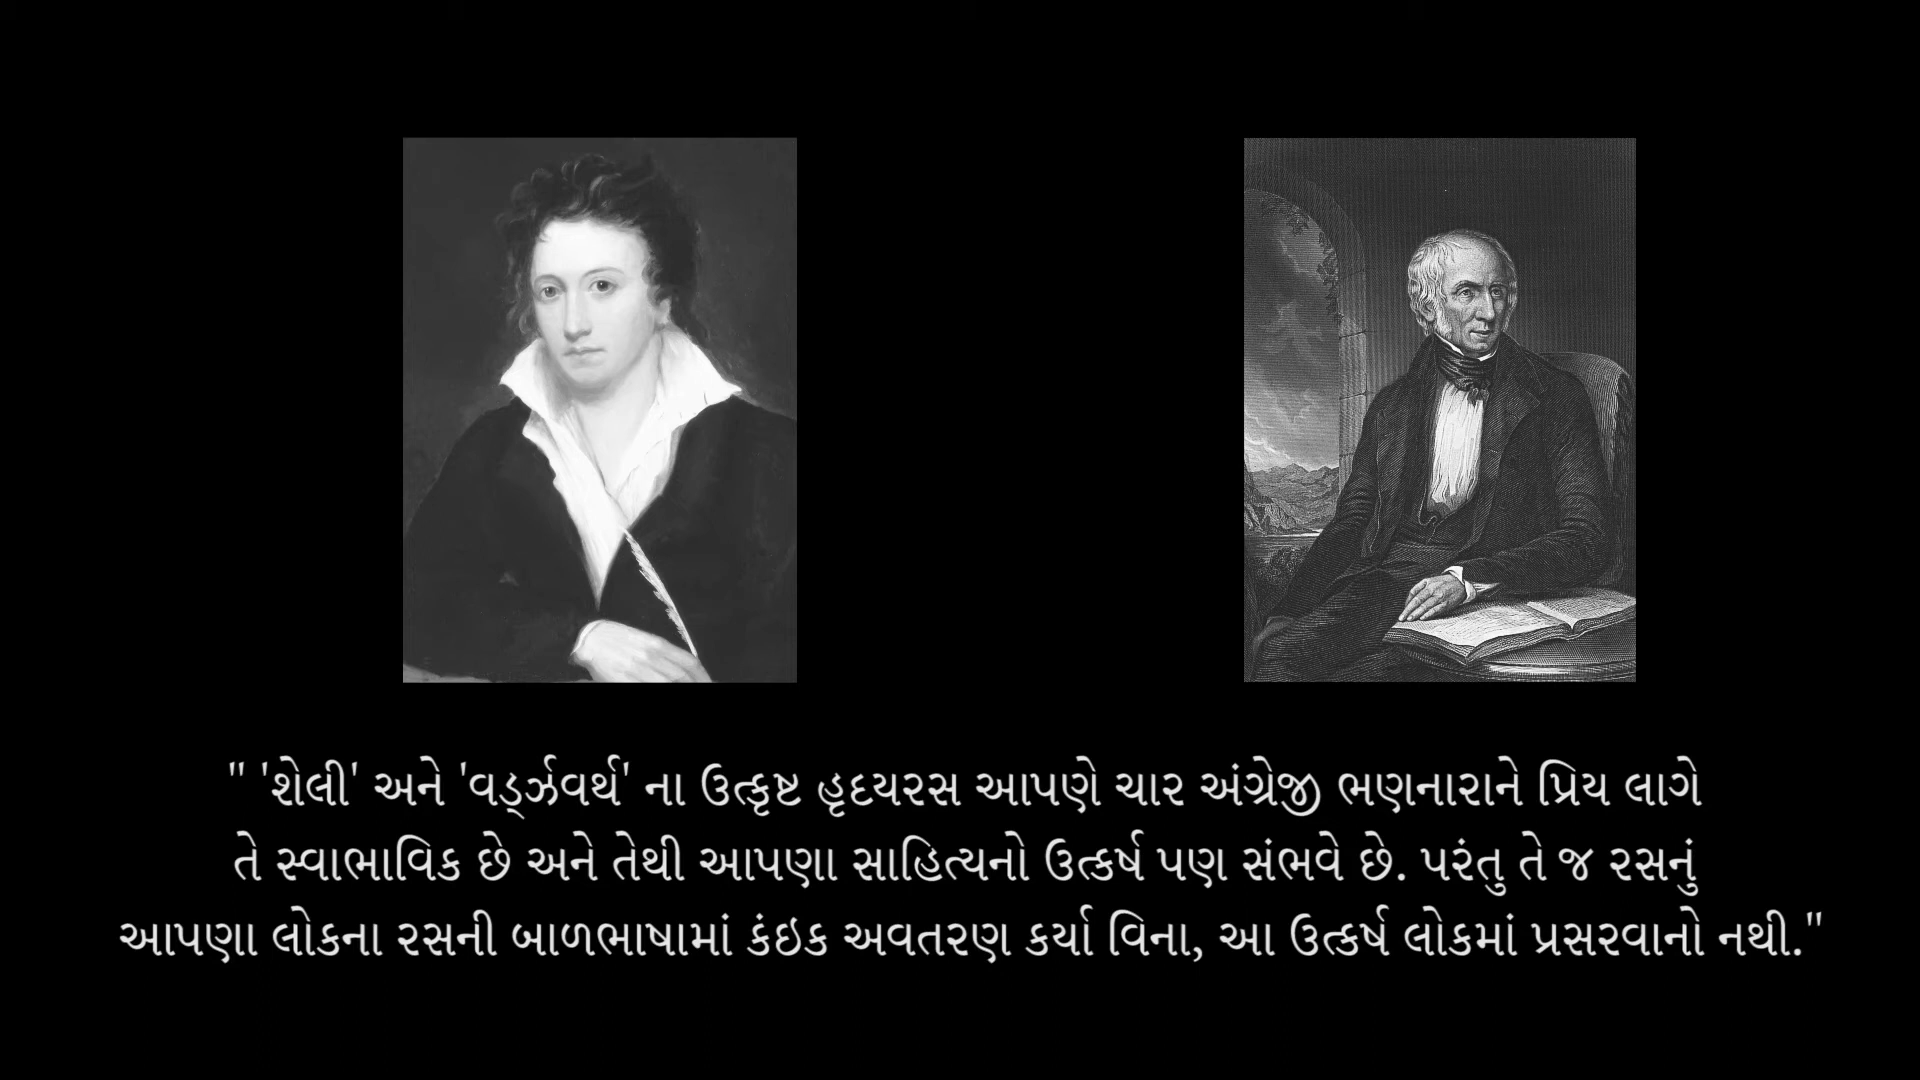 " 'શેલી' અને 'વર્ડ્ઝવર્થ' ના ઉત્કૃષ્ટ હૃદયરસ આપણે ચાર અંગ્રેજી ભણનારાને પ્રિય લાગે
તે સ્વાભાવિક છે અને તેથી આપણા સાહિત્યનો ઉત્કર્ષ પણ સંભવે છે. પરંતુ તે જ રસનું
આપણા લોકના રસની બાળભાષામાં કંઇક અવતરણ કર્યા વિના, આ ઉત્કર્ષ લોકમાં પ્રસરવાનો નથી."